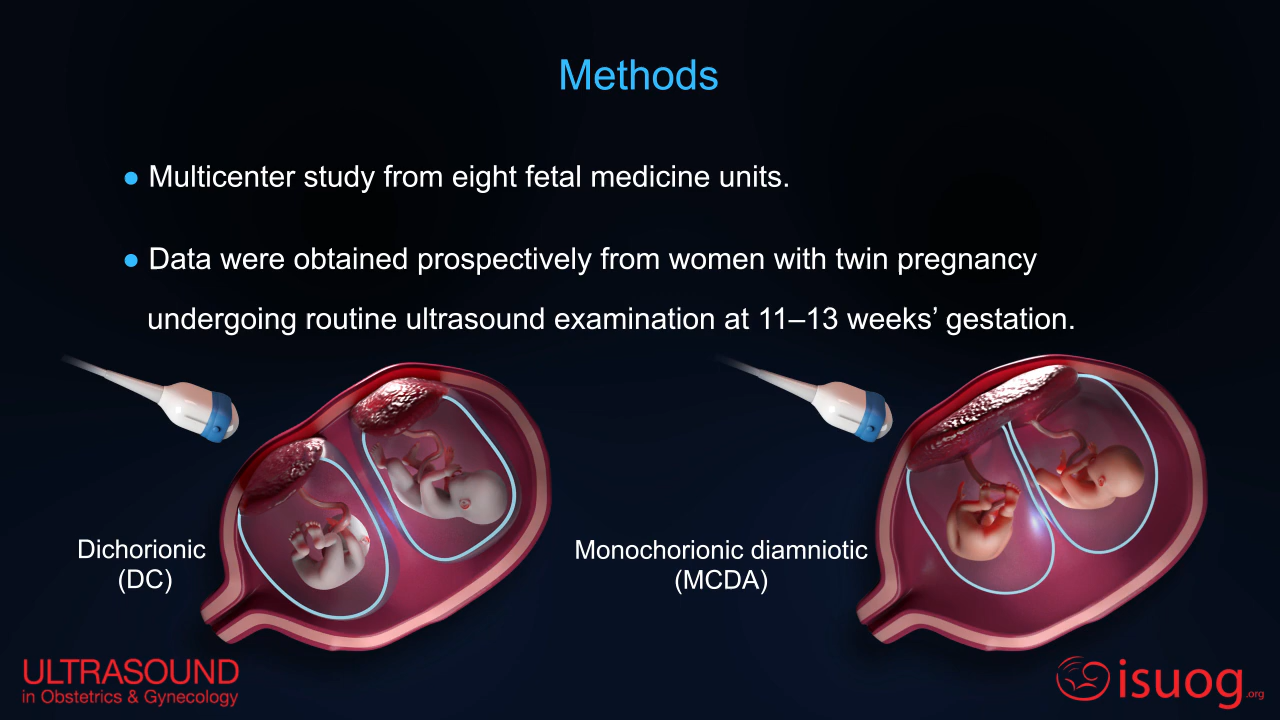 Methods
● Multicenter study from eight fetal medicine units.
● Data were obtained prospectively from women with twin pregnancy
undergoing routine ultrasound examination at 11–13 weeks’ gestation.
Dichorionic
(DC)
Monochorionic diamniotic
(MCDA)
ULTRASOUND
in Obstetrics & Gynecology
isuog.org